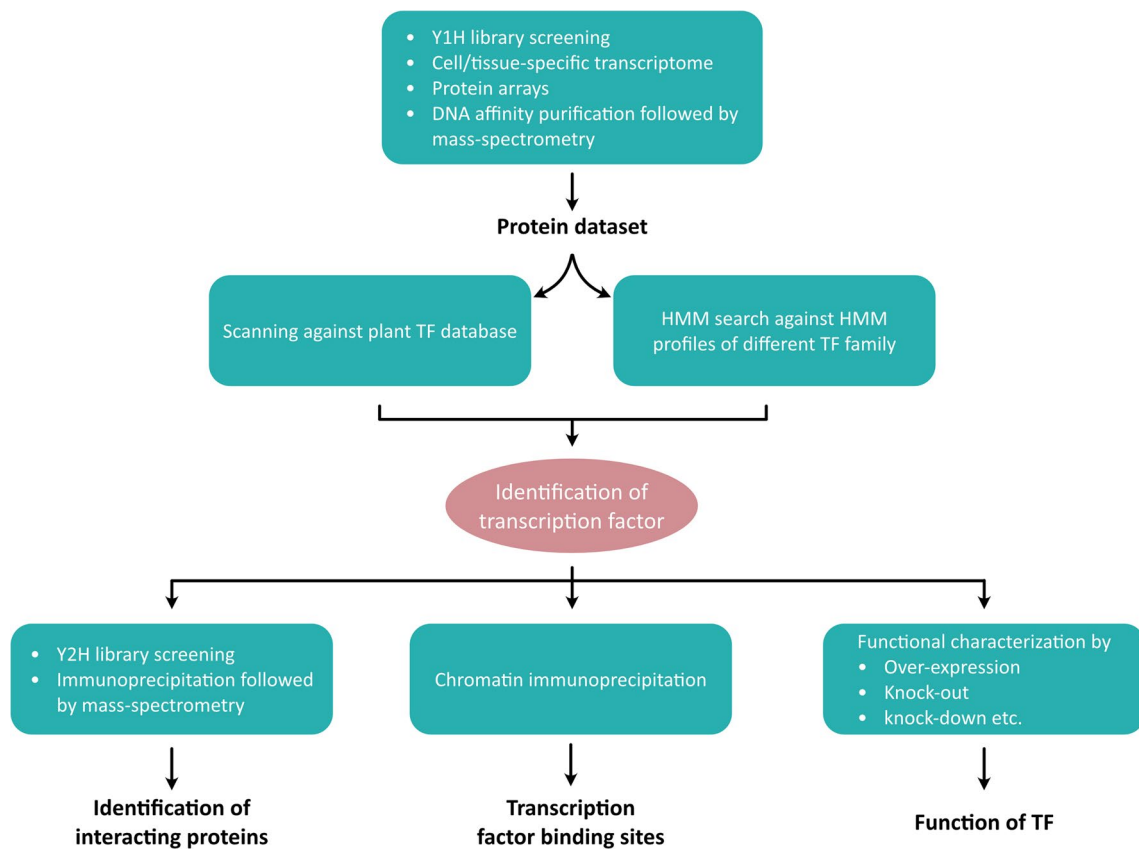 • Y1H library screening
• Cell/tissue-specific transcriptome
• Protein arrays
• DNA affinity purification followed by
mass-spectrometry
Protein dataset
Scanning against plant TF database
HMM search against HMM
profiles of different TF family
Identification of
transcription factor
• Y2H library screening
• Immunoprecipitation followed
by mass-spectrometry
Chromatin immunoprecipitation
Functional characterization by
• Over-expression
• Knock-out
• knock-down etc.
Identification of
interacting proteins
Transcription
factor binding sites
Function of TF